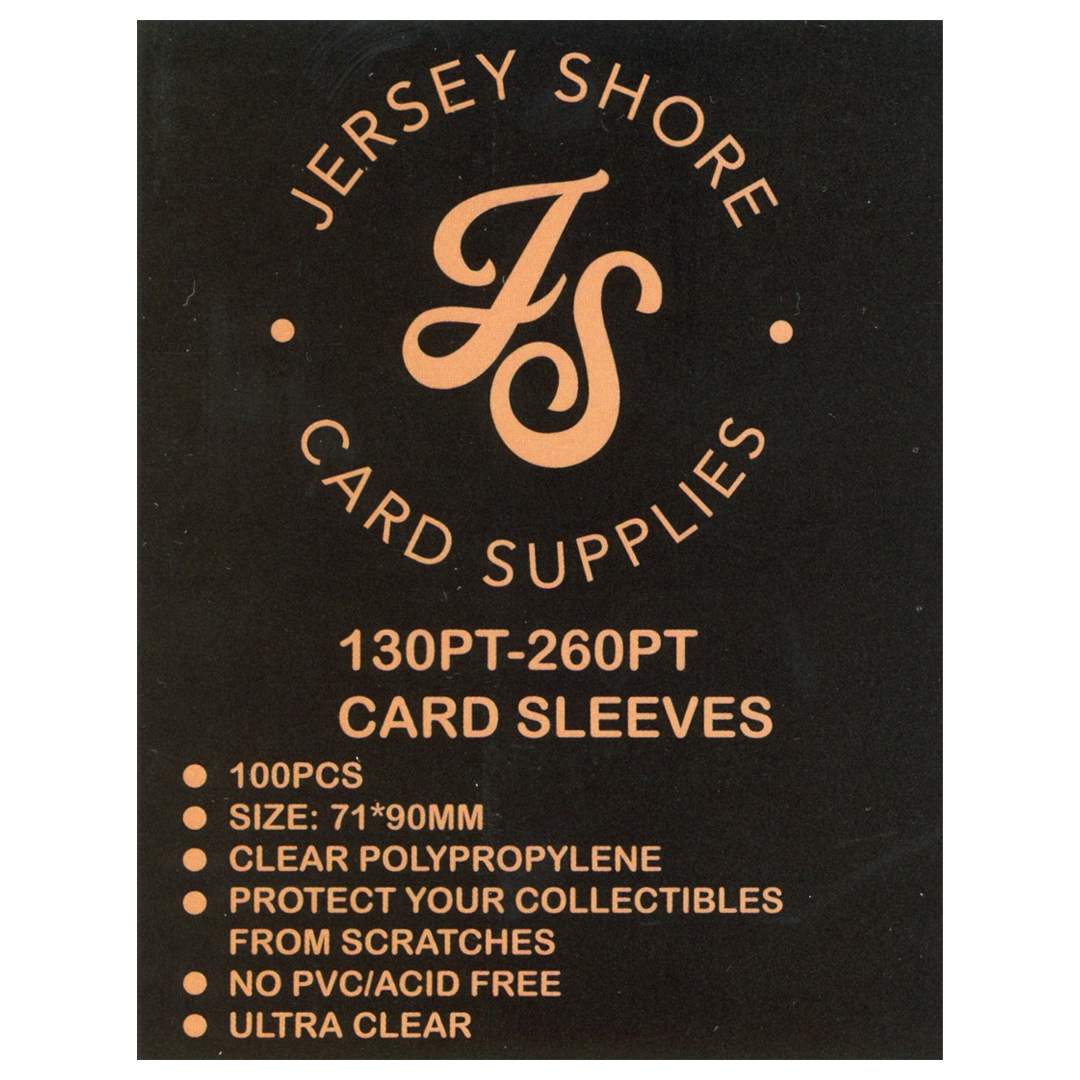 JERSEY SHORE
JS
CARD SUPPLIES
130PT-260PT
CARD SLEEVES
● 100PCS
● SIZE: 71*90MM
● CLEAR POLYPROPYLENE
● PROTECT YOUR COLLECTIBLES
FROM SCRATCHES
● NO PVC/ACID FREE
● ULTRA CLEAR